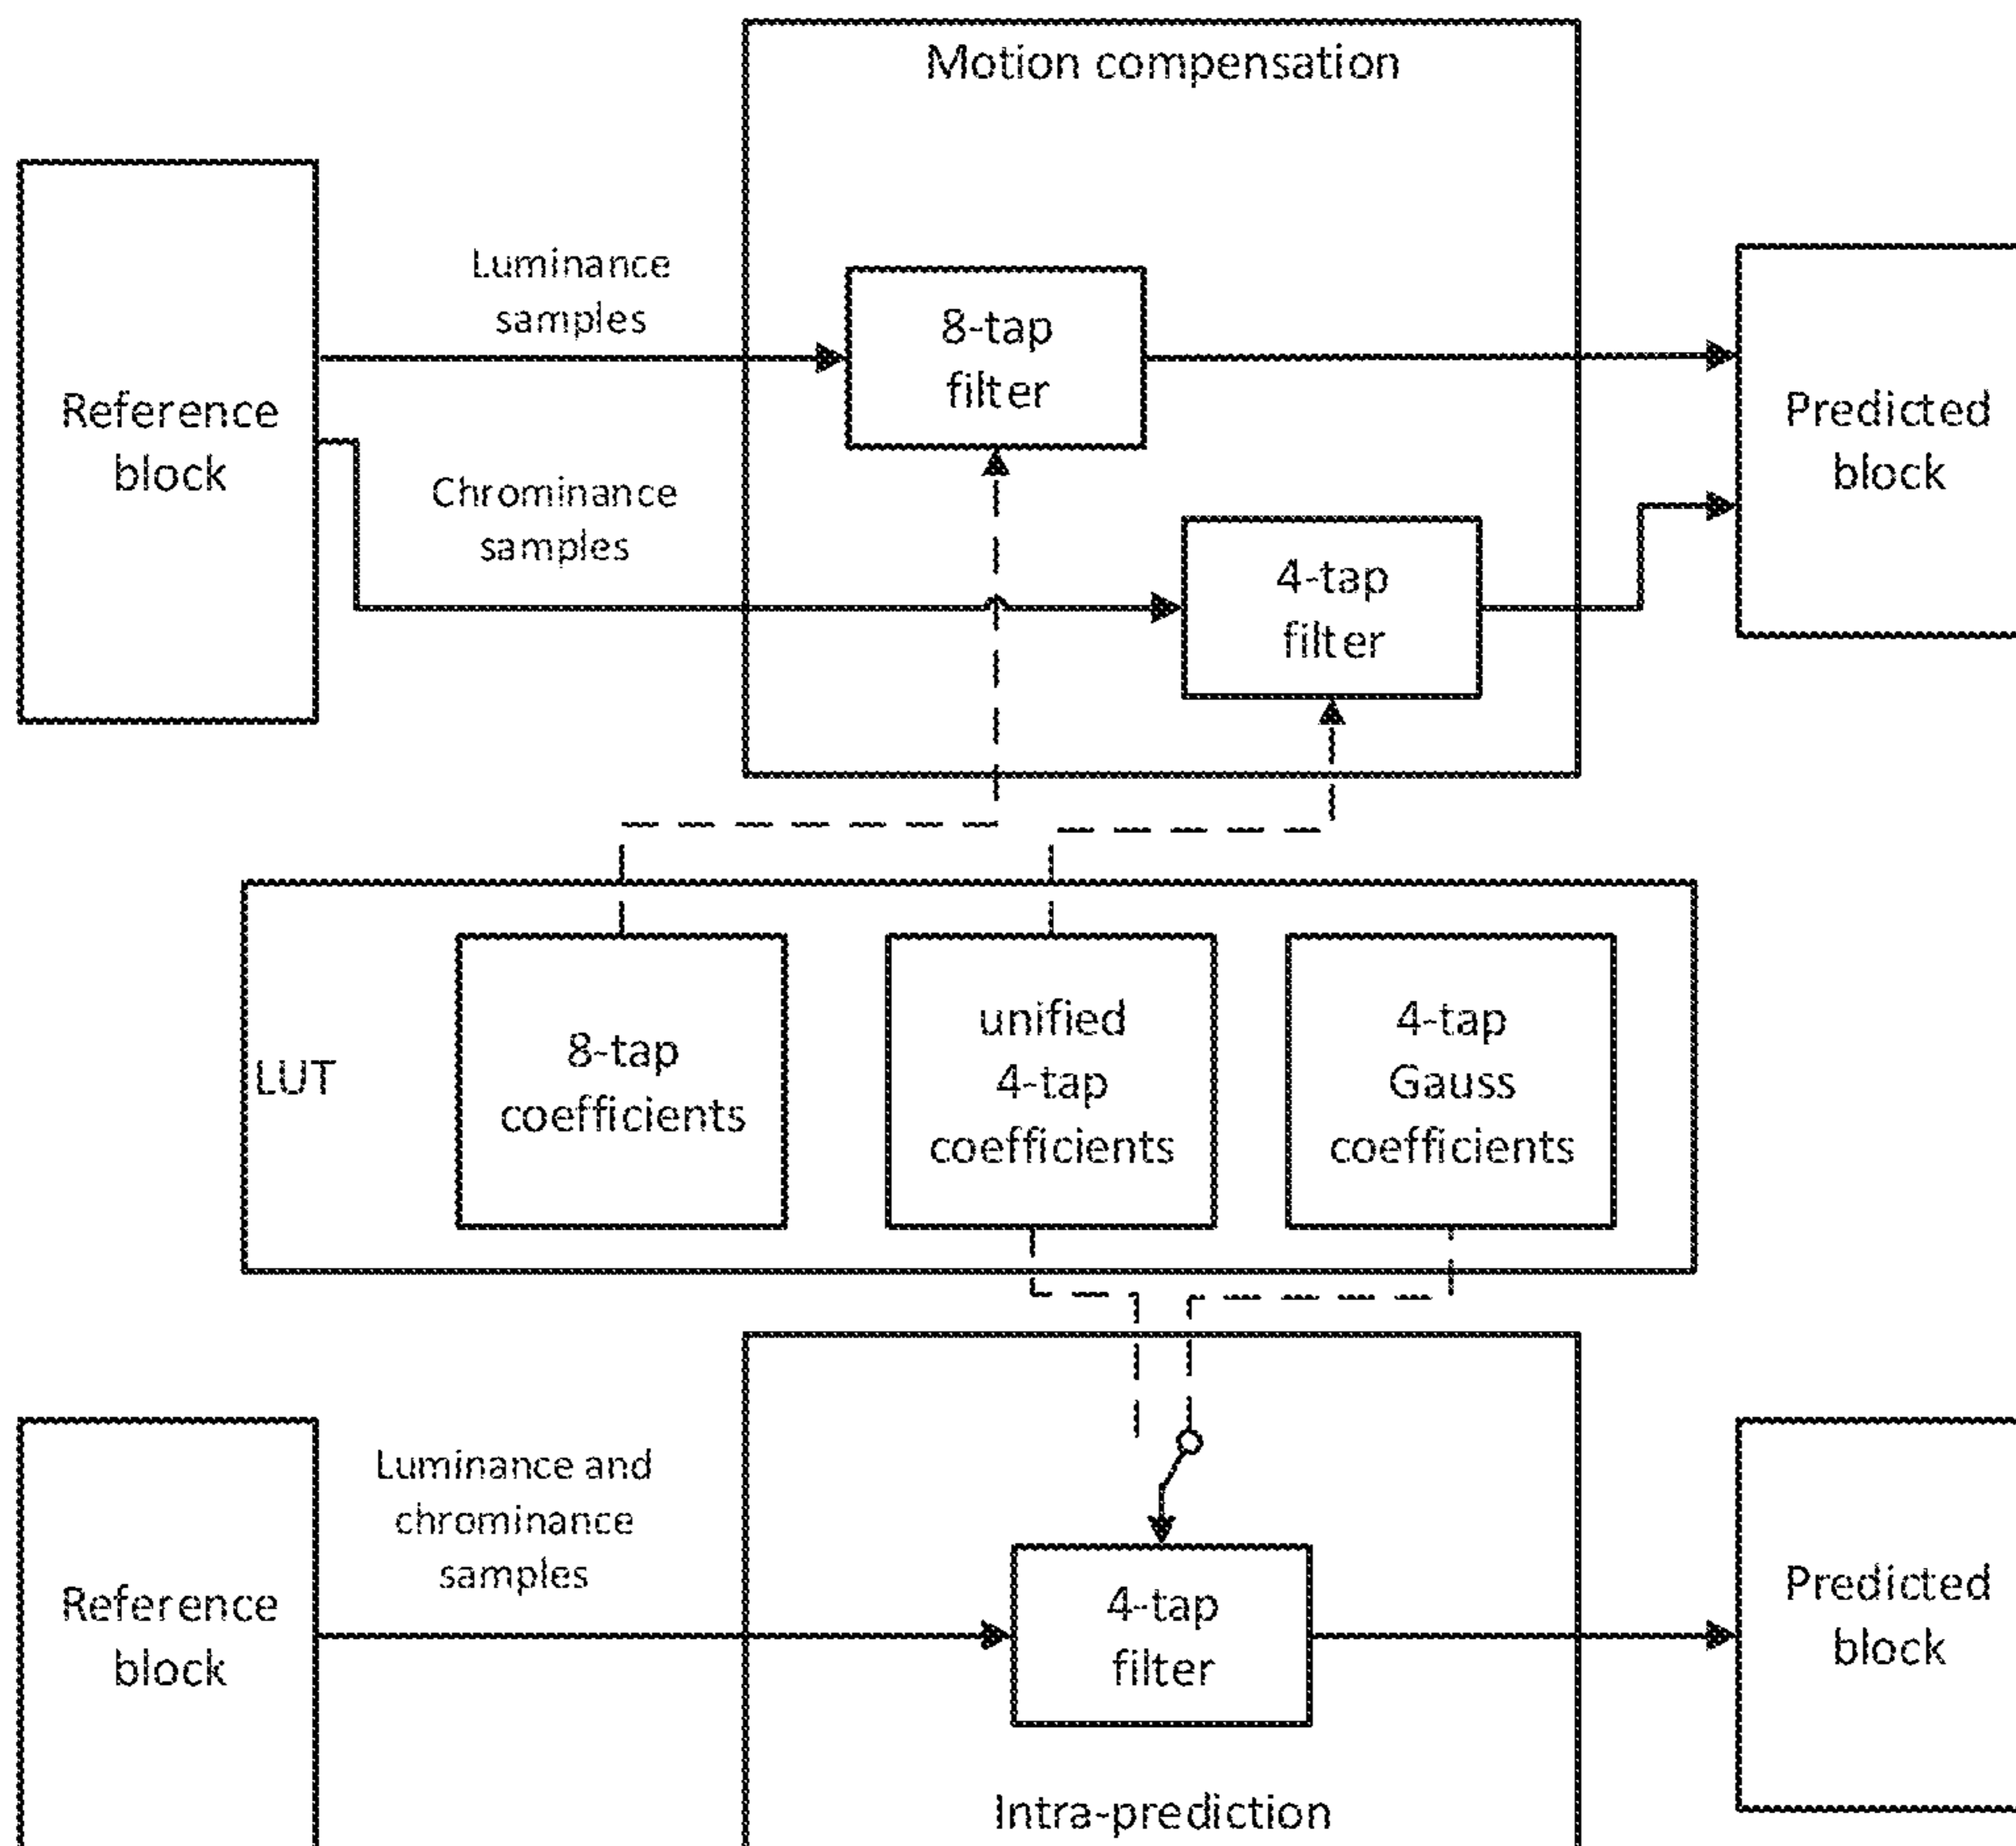 Motion compensation
Reference
block
Luminance
samples
8-tap
filter
Predicted
block
Chrominance
samples
4-tap
filter
LUT
8-tap
coefficients
unified
4-tap
coefficients
4-tap
Gauss
coefficients
Reference
block
Luminance and
chrominance
samples
4-tap
filter
Predicted
block
Intra-prediction